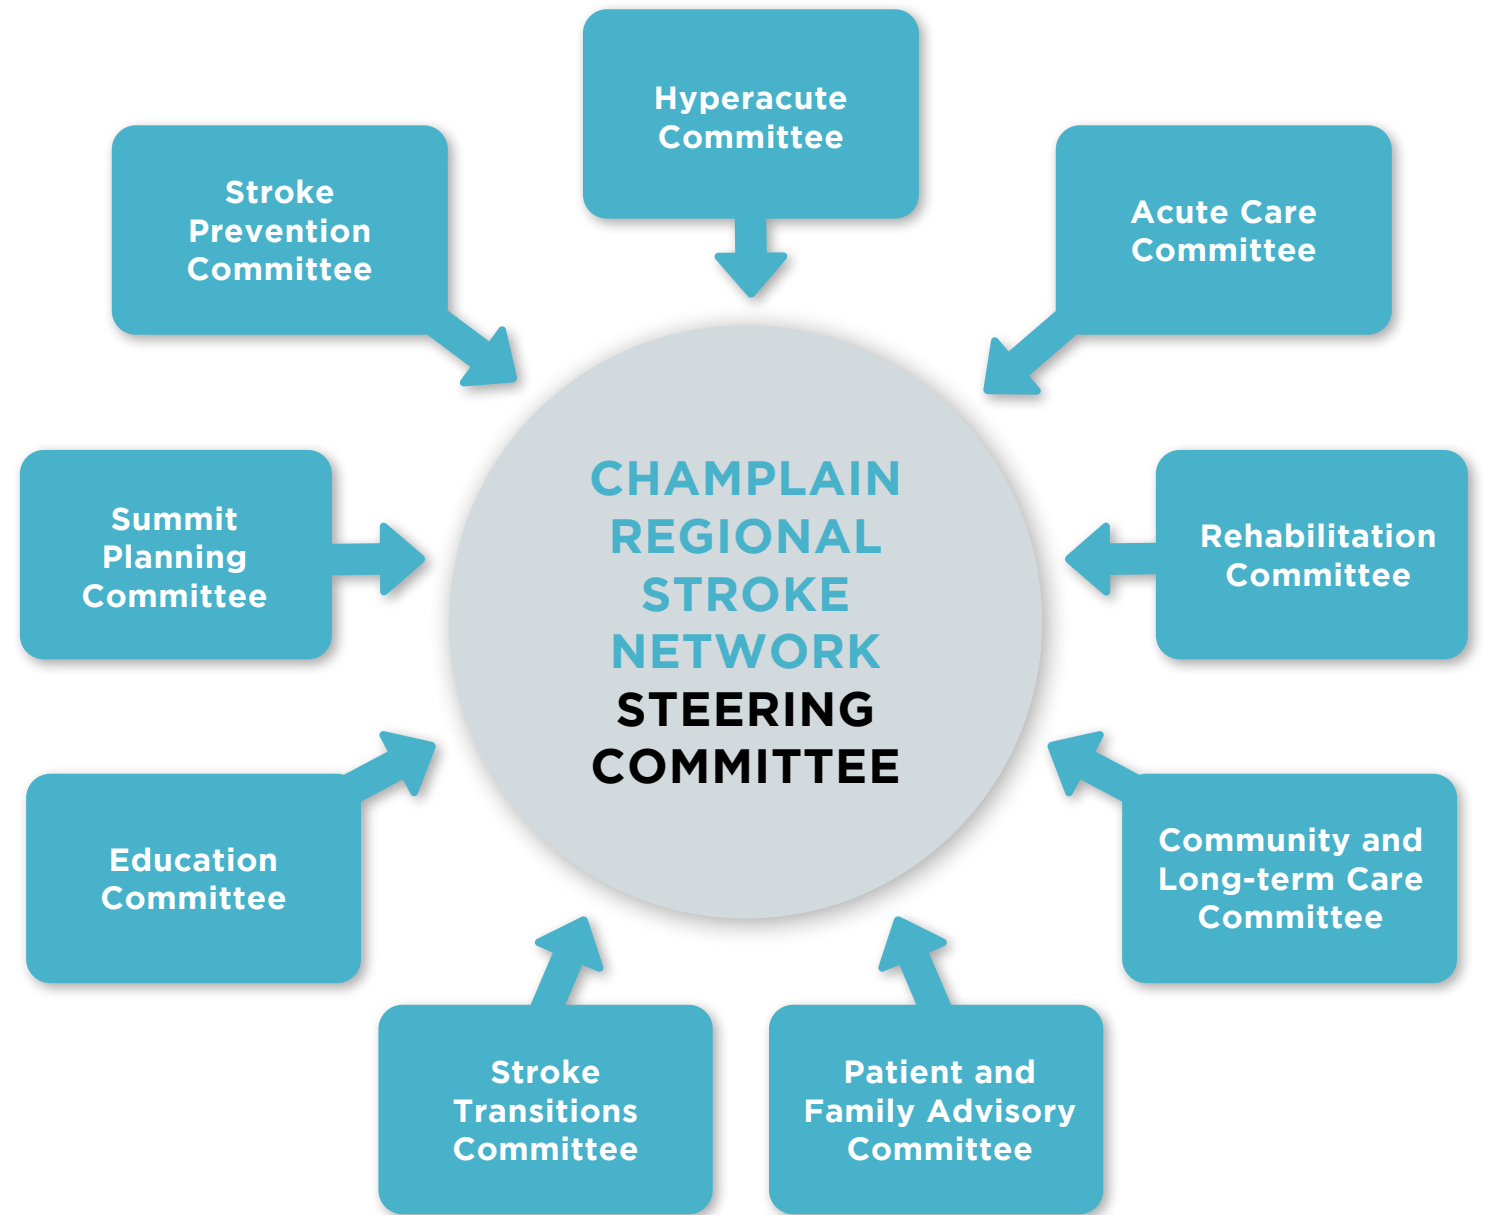 Hyperacute
Committee
Stroke
Prevention
Committee
Acute Care
Committee
Summit
Planning
Committee
CHAMPLAIN
REGIONAL
STROKE
NETWORK
STEERING
COMMITTEE
Rehabilitation
Committee
Education
Committee
Community and
Long-term Care
Committee
Stroke
Transitions
Committee
Patient and
Family Advisory
Committee